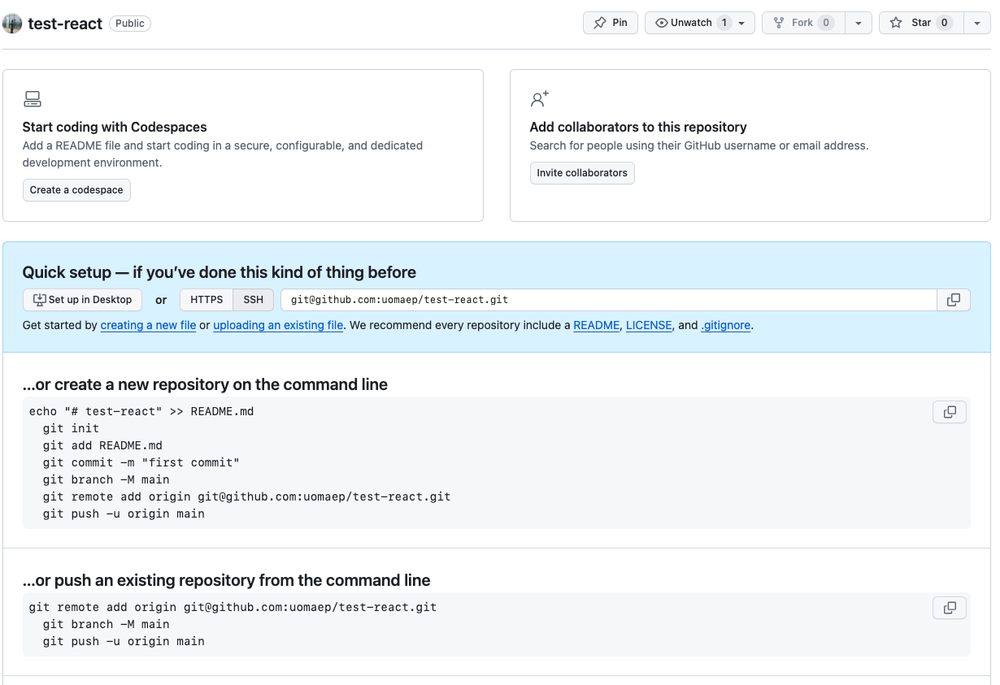 test-react Public Pin Unwatch 1 Fork 0 Star 0
Start coding with Codespaces
Add a README file and start coding in a secure, configurable, and dedicated
development environment.
Create a codespace
Add collaborators to this repository
Search for people using their GitHub username or email address.
Invite collaborators
Quick setup — if you’ve done this kind of thing before
Set up in Desktop or HTTPS SSH git@github.com:uomaep/test-react.git
Get started by creating a new file or uploading an existing file. We recommend every repository include a README, LICENSE, and .gitignore.
…or create a new repository on the command line
echo "# test-react" >> README.md
git init
git add README.md
git commit -m "first commit"
git branch -M main
git remote add origin git@github.com:uomaep/test-react.git
git push -u origin main
…or push an existing repository from the command line
git remote add origin git@github.com:uomaep/test-react.git
git branch -M main
git push -u origin main